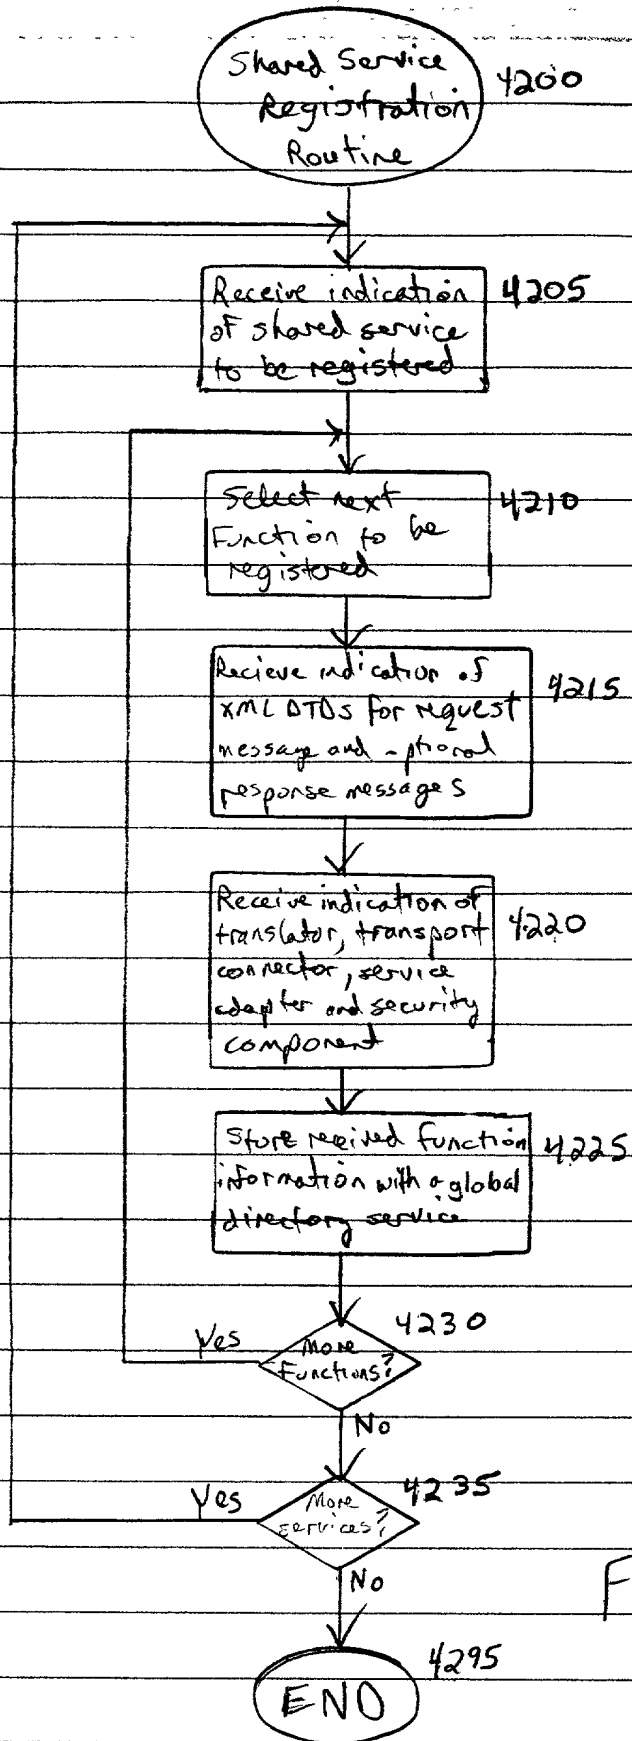 Shared Service
Registration
Routine
4200
Receive indication
of shared service
to be registered
4205
Select next
Function to be
registered
4210
Recieve indication of
XML DTDs for request
message and optional
response messages
4215
Receive indication of
translator, transport
connector, service
adapter and security
component
4220
Store received function
information with a global
directory service
4225
More
Functions?
4230
Yes
No
More
services?
4235
Yes
No
F
END
4295